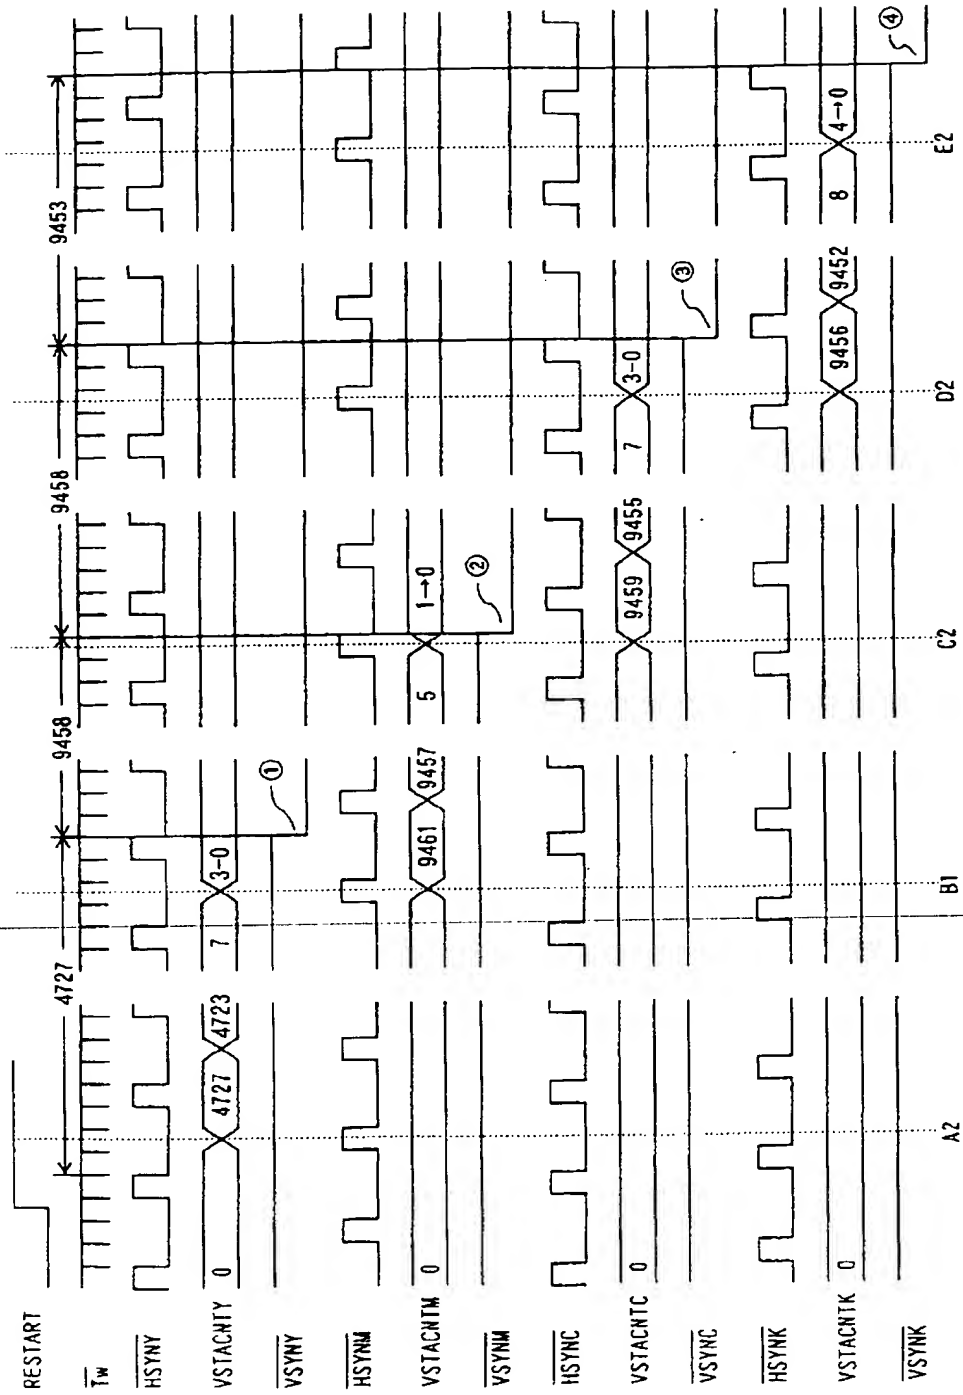 RESTART
4727
9458
9458
9453
Tw
HSYNY
VSTACNTY
0
4727
4723
7
3-0
VSYNY
①
HSYNM
VSTACNTM
0
9461
9457
5
1→0
VSYNM
②
HSYNC
VSTACNTC
0
9459
9455
7
3-0
VSYNC
③
HSYNK
VSTACNTK
0
9456
9452
8
4→0
VSYNK
④
A2
B1
C2
D2
E2